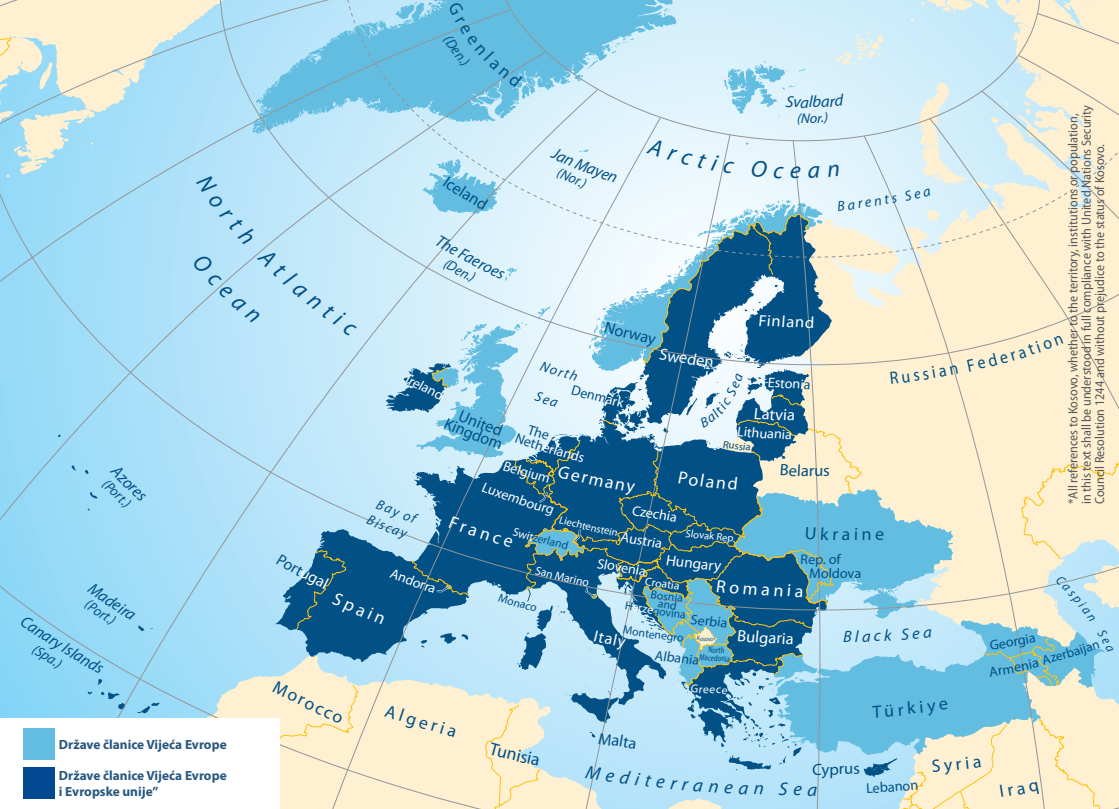 Greenland
(Den.)
Svalbard
(Nor.)
Jan Mayen
(Nor.)
Arctic Ocean
Barents Sea
Iceland
North Atlantic
Ocean
The Faeroes
(Den.)
Norway
Sweden
Finland
Russian Federation
North
Sea
Denmark
Baltic Sea
Estonia
Latvia
Lithuania
Russia
Belarus
Ireland
United
Kingdom
The
Netherlands
Belgium
Luxembourg
Germany
Poland
Czechia
Slovak Rep.
Ukraine
Rep. of
Moldova
Azores
(Port.)
Bay of
Biscay
France
Switzerland
Liechtenstein
Austria
Hungary
Slovenia
Croatia
Romania
Portugal
Spain
Andorra
Monaco
San Marino
Italy
Bosnia
and
Herzegovina
Serbia
Montenegro
Kosovo*
Albania
North
Macedonia
Bulgaria
Greece
Black Sea
Georgia
Armenia
Azerbaijan
Caspian Sea
Türkiye
Madeira
(Port.)
Canary Islands
(Spa.)
Morocco
Algeria
Tunisia
Malta
Mediterranean Sea
Cyprus
Lebanon
Syria
Iraq
Države članice Vijeća Evrope
Države članice Vijeća Evrope
i Evropske unije”
*All references to Kosovo, whether to the territory, institutions or population,
in this text shall be understood in full compliance with United Nations Security
Council Resolution 1244 and without prejudice to the status of Kosovo.